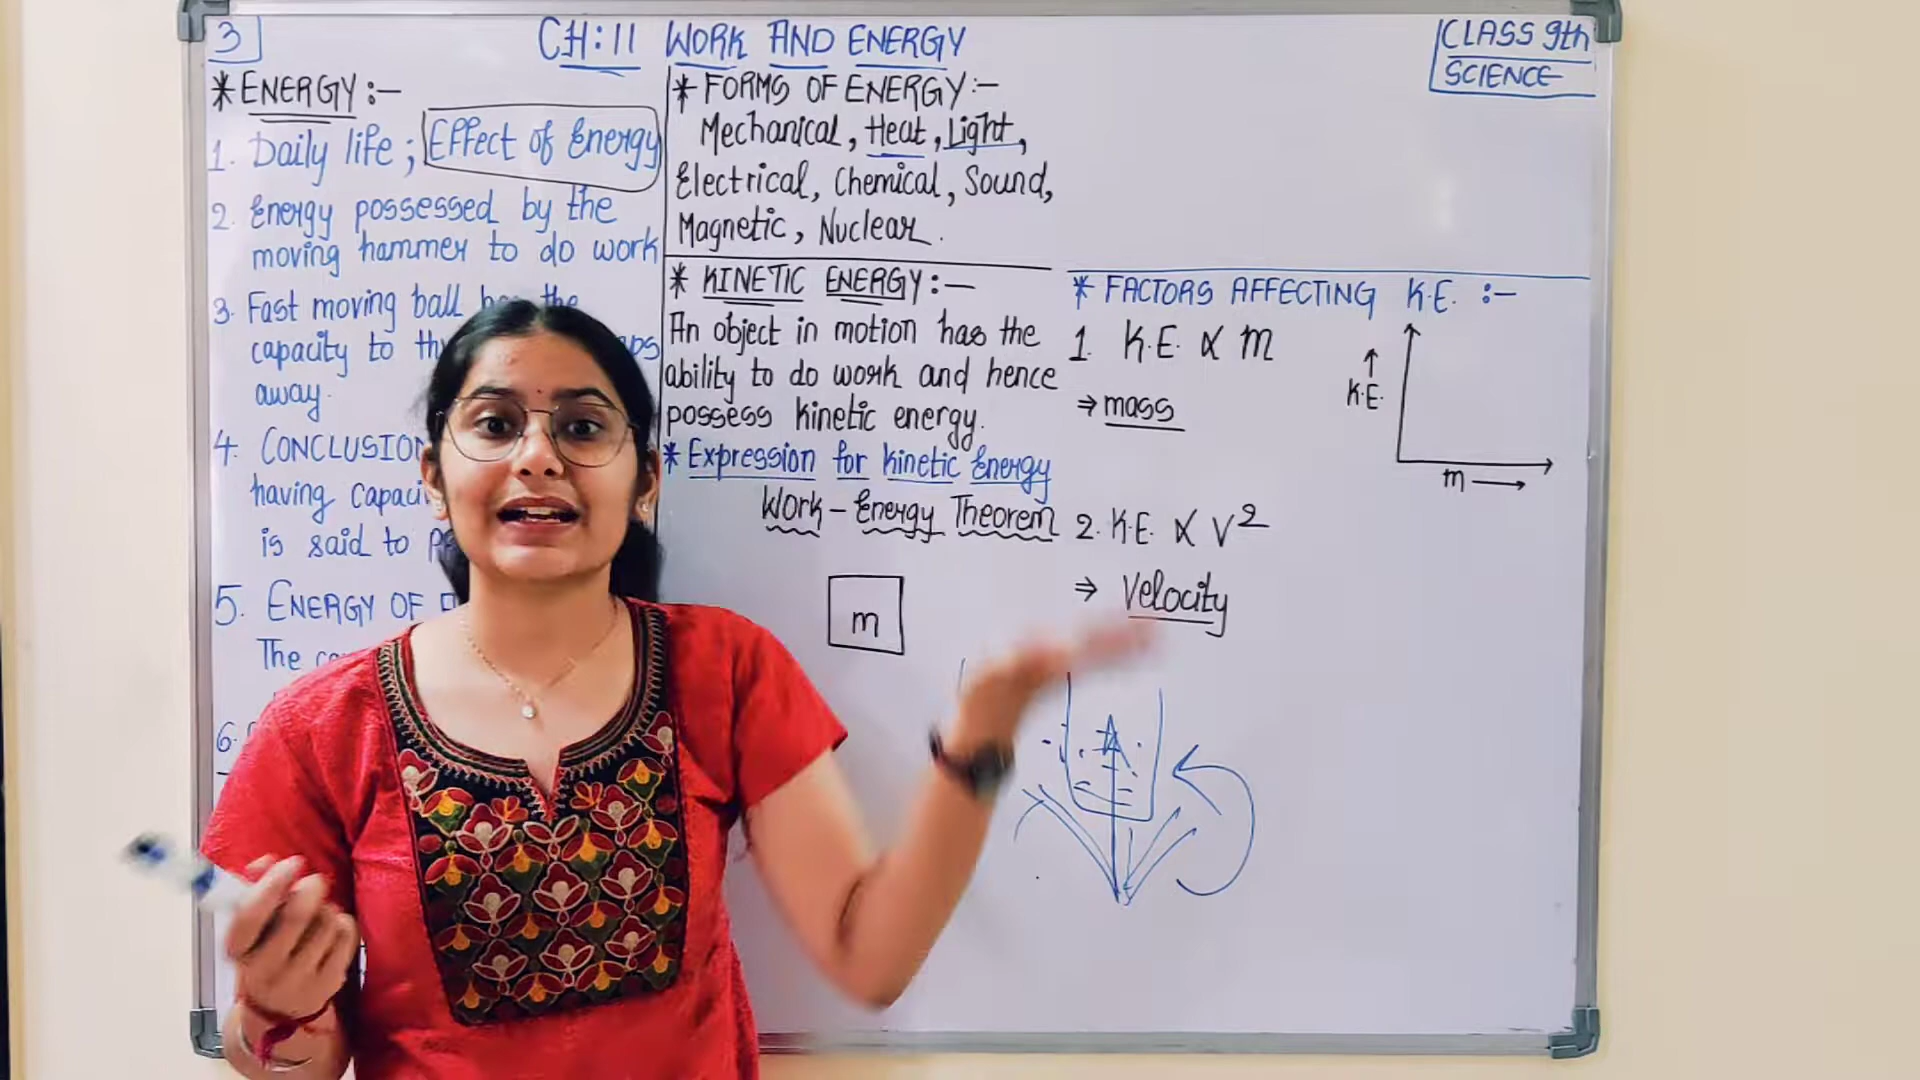 3
CH:11 WORK AND ENERGY
CLASS 9th
SCIENCE
* ENERGY :-
1. Daily life ; Effect of Energy
2. Energy possessed by the
moving hammer to do work
3. Fast moving ball has the
capacity to
away.
4. CONCLUSION
having
is said to
5. ENERGY OF
The
6.
* FORMS OF ENERGY :-
Mechanical, Heat, Light,
Electrical, Chemical, Sound,
Magnetic, Nuclear.
* KINETIC ENERGY :-
An object in motion has the
ability to do work and hence
possess kinetic energy.
* Expression for kinetic Energy
Work - Energy Theorem
m
* FACTORS AFFECTING K.E. :-
1. K.E. ∝ m
⇒ mass
K.E.
m
2. K.E. ∝ V²
⇒ Velocity